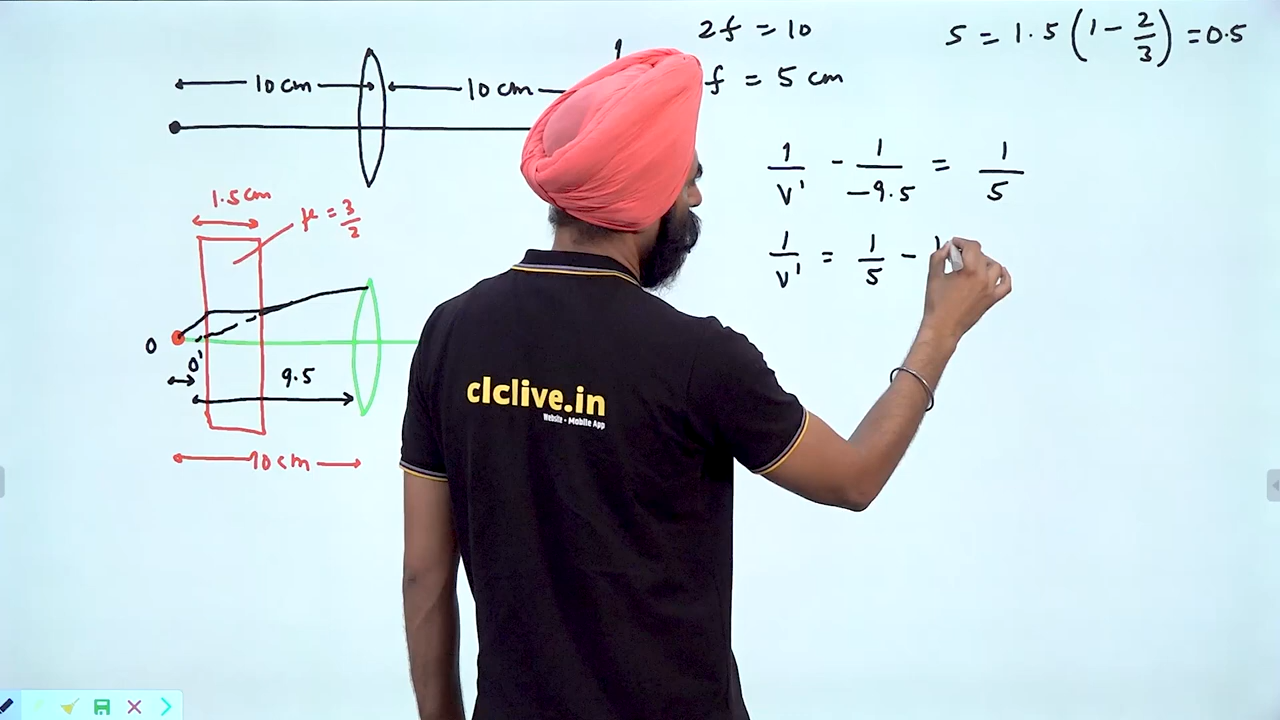 2f = 10
f = 5 cm
S = 1.5 (1 - 2/3) = 0.5
10 cm
10 cm
1/v' - 1/-9.5 = 1/5
1/v' = 1/5 -
1.5 cm
μ = 3/2
O
O'
9.5
10 cm
clclive.in
Website • Mobile App